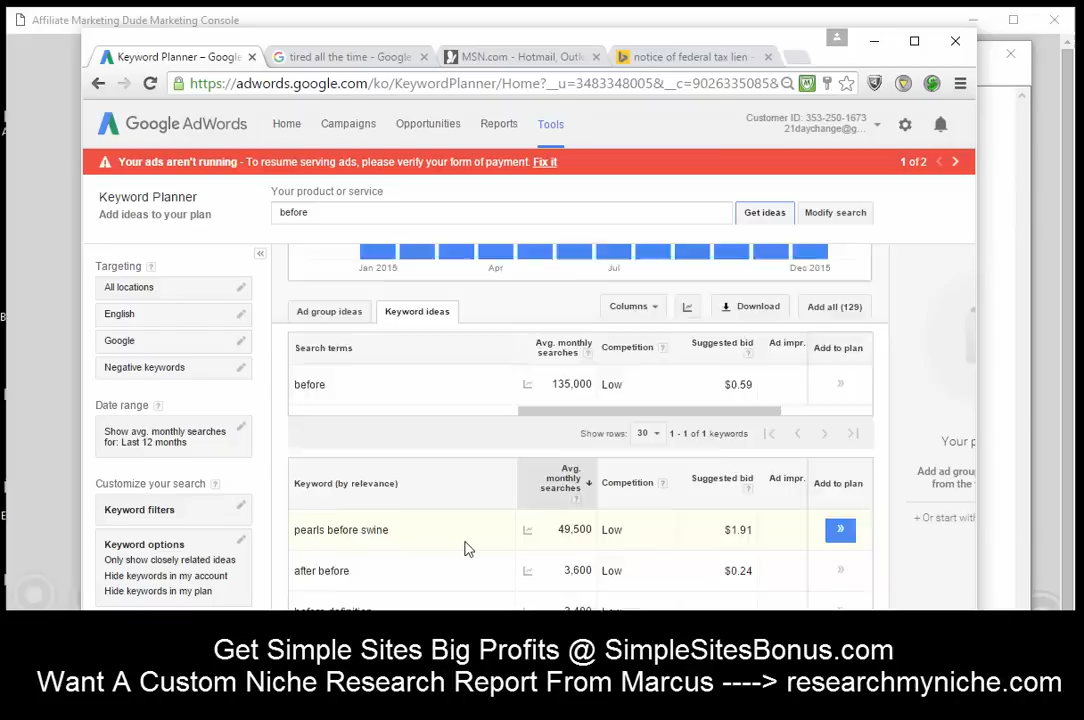 Affiliate Marketing Dude Marketing Console
Keyword Planner – Google
tired all the time - Google
MSN.com - Hotmail, Outl
notice of federal tax lien -
https://adwords.google.com/ko/KeywordPlanner/Home?__u=3483348005&__c=9026335085&
Google AdWords
Home
Campaigns
Opportunities
Reports
Tools
Customer ID: 353-250-1673
21daychange@g...
Your ads aren't running - To resume serving ads, please verify your form of payment. Fix it
1 of 2
Keyword Planner
Add ideas to your plan
Your product or service
before
Get ideas
Modify search
Targeting ?
All locations
English
Google
Negative keywords
Date range ?
Show avg. monthly searches
for: Last 12 months
Customize your search ?
Keyword filters
Keyword options
Only show closely related ideas
Hide keywords in my account
Hide keywords in my plan
Jan 2015
Apr
Jul
Dec 2015
Ad group ideas
Keyword ideas
Columns
Download
Add all (129)
Search terms
Avg. monthly
searches ?
Competition ?
Suggested bid
?
Ad impr.
Add to plan
before
135,000
Low
$0.59
»
Show rows: 30
1 - 1 of 1 keywords
Keyword (by relevance)
Avg.
monthly
searches
?
Competition ?
Suggested bid
?
Ad impr.
Add to plan
pearls before swine
49,500
Low
$1.91
»
after before
3,600
Low
$0.24
»
Your p
Add ad grou
from the
+ Or start with
Get Simple Sites Big Profits @ SimpleSitesBonus.com
Want A Custom Niche Research Report From Marcus ----> researchmyniche.com